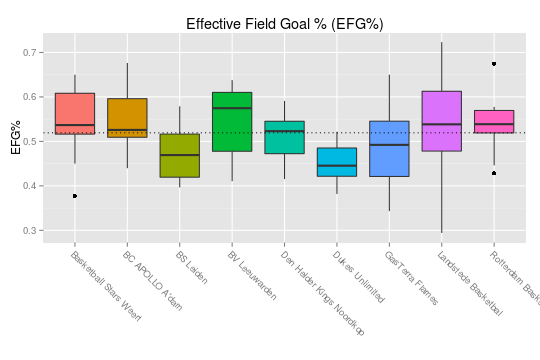 Effective Field Goal % (EFG%)
EFG%
0.7
0.6
0.5
0.4
0.3
Basketball Stars Weert
BC APOLLO A'dam
BS Leiden
BV Leeuwarden
Den Helder Kings Noordkop
Dukes Unlimited
GasTerra Flames
Landstede Basketbal
Rotterdam Bask